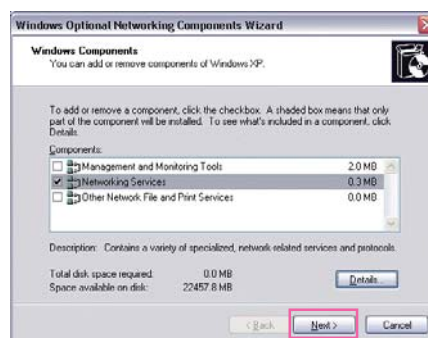 Windows Optional Networking Components Wizard
Windows Components
You can add or remove components of Windows XP.
To add or remove a component, click the checkbox. A shaded box means that only
part of the component will be installed. To see what's included in a component, click
Details.
Components:
Management and Monitoring Tools 2.0 MB
Networking Services 0.3 MB
Other Network File and Print Services 0.0 MB
Description: Contains a variety of specialized, network-related services and protocols.
Total disk space required: 0.0 MB
Space available on disk: 22457.8 MB
Details...
< Back
Next >
Cancel